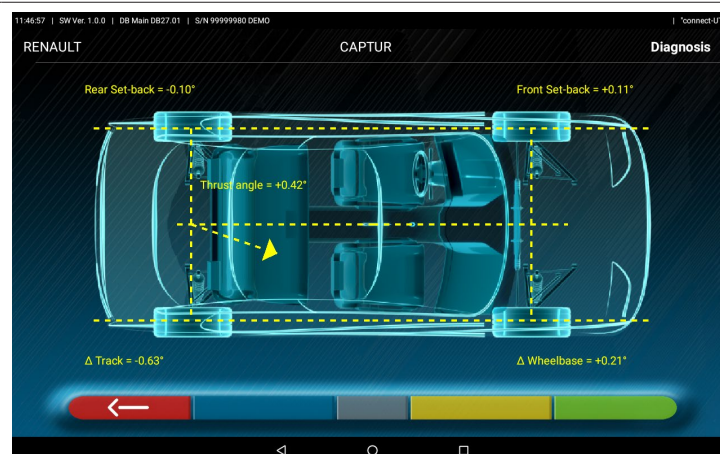 11:46:57 | SW Ver. 1.0.0 | DB Main DB27.01 | S/N 99999980 DEMO | "connect-U
RENAULT CAPTUR Diagnosis
Rear Set-back = -0.10° Front Set-back = +0.11°
Thrust angle = +0.42°
Δ Track = -0.63° Δ Wheelbase = +0.21°